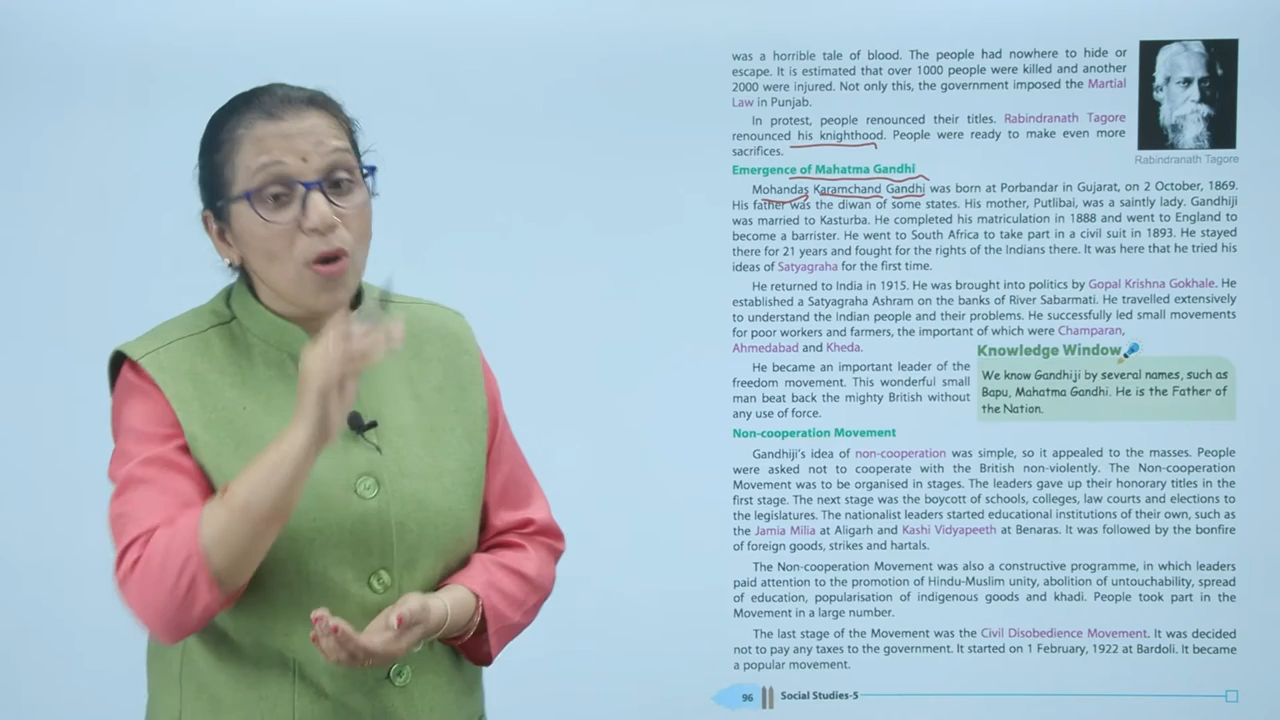 was a horrible tale of blood. The people had nowhere to hide or
escape. It is estimated that over 1000 people were killed and another
2000 were injured. Not only this, the government imposed the Martial
Law in Punjab.
In protest, people renounced their titles. Rabindranath Tagore
renounced his knighthood. People were ready to make even more
sacrifices.
Rabindranath Tagore
Emergence of Mahatma Gandhi
Mohandas Karamchand Gandhi was born at Porbandar in Gujarat, on 2 October, 1869.
His father was the diwan of some states. His mother, Putlibai, was a saintly lady. Gandhiji
was married to Kasturba. He completed his matriculation in 1888 and went to England to
become a barrister. He went to South Africa to take part in a civil suit in 1893. He stayed
there for 21 years and fought for the rights of the Indians there. It was here that he tried his
ideas of Satyagraha for the first time.
He returned to India in 1915. He was brought into politics by Gopal Krishna Gokhale. He
established a Satyagraha Ashram on the banks of River Sabarmati. He travelled extensively
to understand the Indian people and their problems. He successfully led small movements
for poor workers and farmers, the important of which were Champaran,
Ahmedabad and Kheda.
He became an important leader of the
freedom movement. This wonderful small
man beat back the mighty British without
any use of force.
Knowledge Window
We know Gandhiji by several names, such as
Bapu, Mahatma Gandhi. He is the Father of
the Nation.
Non-cooperation Movement
Gandhiji's idea of non-cooperation was simple, so it appealed to the masses. People
were asked not to cooperate with the British non-violently. The Non-cooperation
Movement was to be organised in stages. The leaders gave up their honorary titles in the
first stage. The next stage was the boycott of schools, colleges, law courts and elections to
the legislatures. The nationalist leaders started educational institutions of their own, such as
the Jamia Milia at Aligarh and Kashi Vidyapeeth at Benaras. It was followed by the bonfire
of foreign goods, strikes and hartals.
The Non-cooperation Movement was also a constructive programme, in which leaders
paid attention to the promotion of Hindu-Muslim unity, abolition of untouchability, spread
of education, popularisation of indigenous goods and khadi. People took part in the
Movement in a large number.
The last stage of the Movement was the Civil Disobedience Movement. It was decided
not to pay any taxes to the government. It started on 1 February, 1922 at Bardoli. It became
a popular movement.
96 Social Studies-5